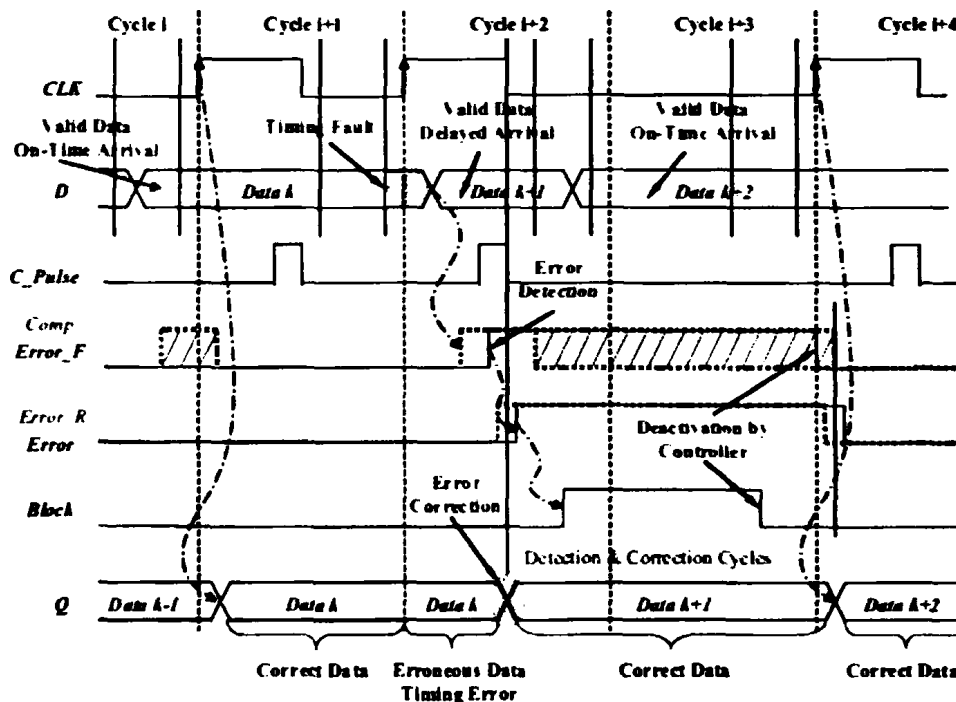 Cycle i
Cycle i+1
Cycle i+2
Cycle i+3
Cycle i+4
CLK
Valid Data
On-Time Arrival
Timing Fault
Valid Data
Delayed Arrival
Valid Data
On-Time Arrival
D
Data k
Data k+1
Data k+2
C_Pulse
Error
Detection
Comp
Error_F
Error_R
Error
Deactivation by
Controller
Error
Correction
Block
Detection & Correction Cycles
Q
Data k-1
Data k
Data k
Data k+1
Data k+2
Correct Data
Erroneous Data
Timing Error
Correct Data
Correct Data